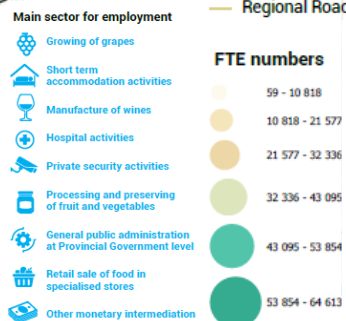 Main sector for employment
Growing of grapes
Short term
accommodation activities
Manufacture of wines
Hospital activities
Private security activities
Processing and preserving
of fruit and vegetables
General public administration
at Provincial Government level
Retail sale of food in
specialised stores
Other monetary intermediation
Regional Road
FTE numbers
59 - 10 818
10 818 - 21 577
21 577 - 32 336
32 336 - 43 095
43 095 - 53 854
53 854 - 64 613